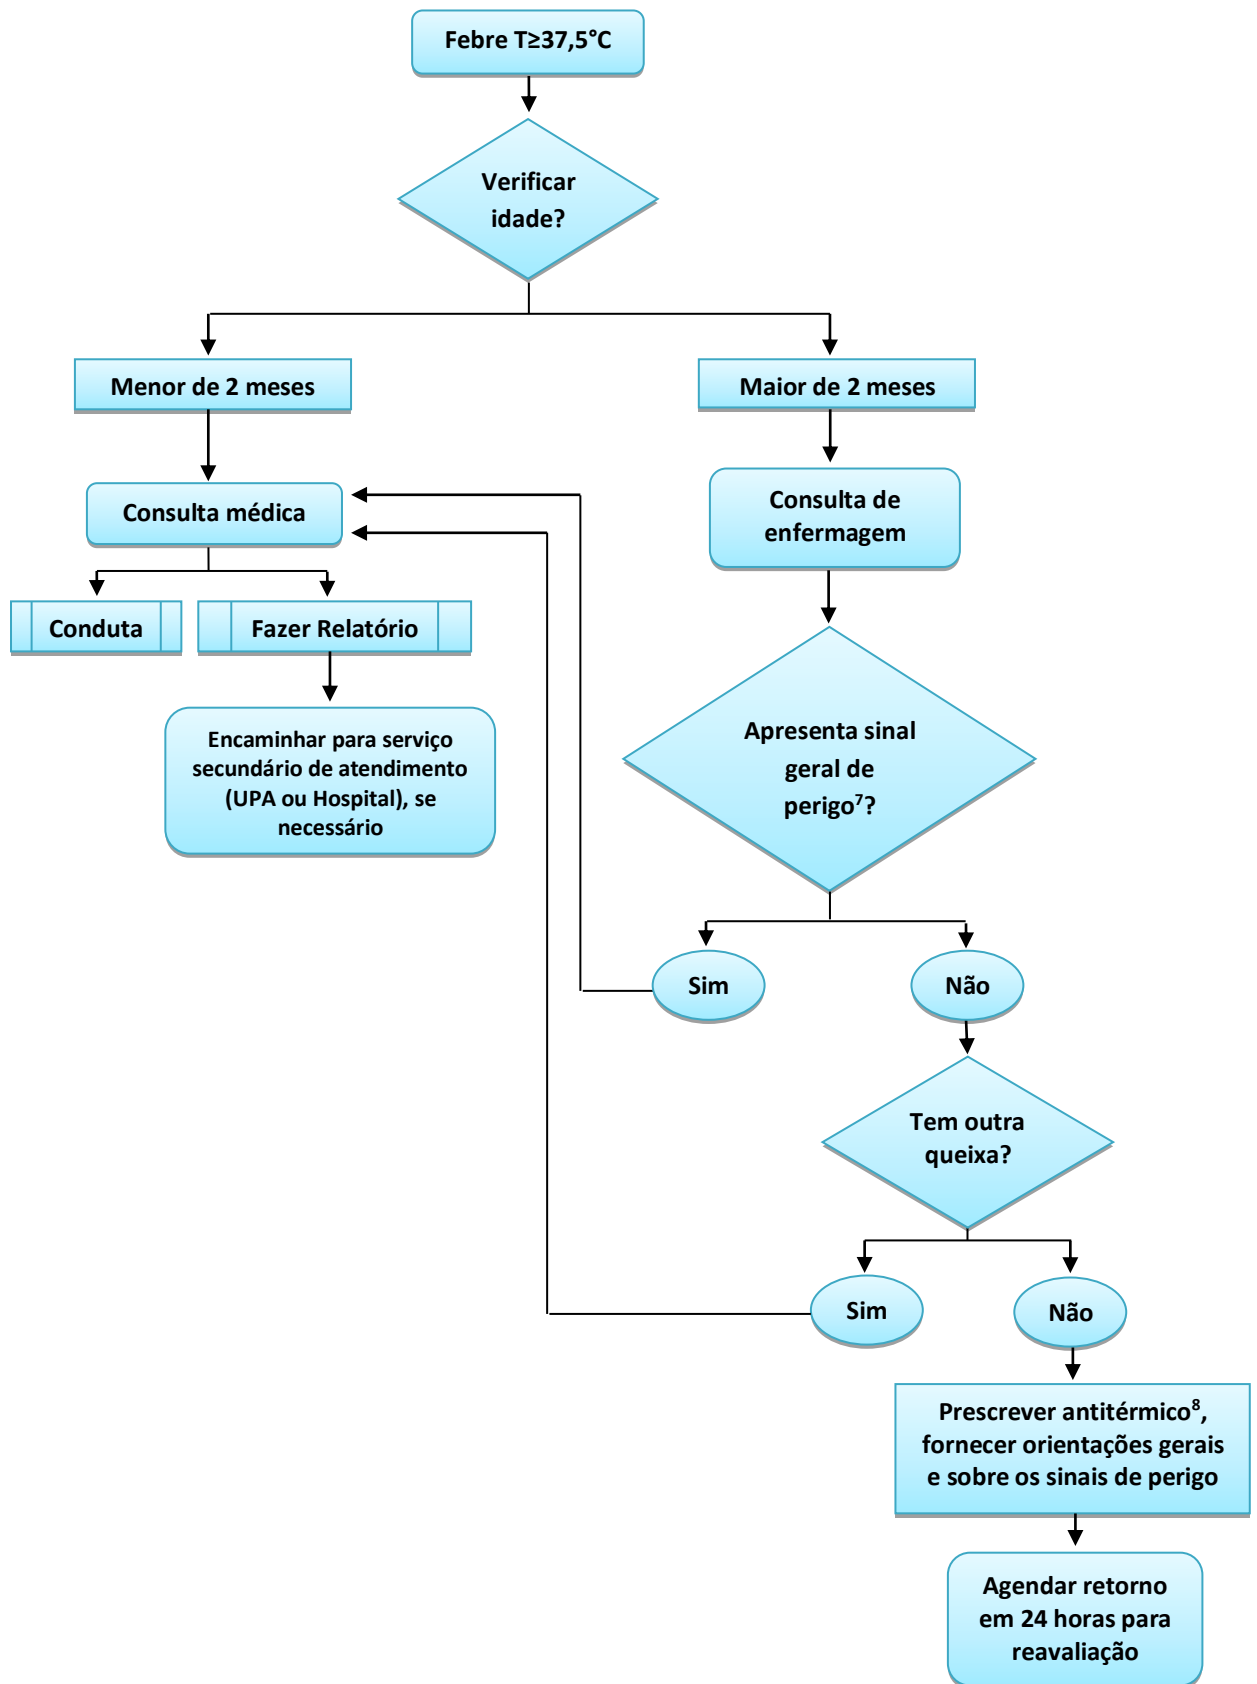 Febre T≥37,5°C
Verificar
idade?
Menor de 2 meses
Maior de 2 meses
Consulta médica
Consulta de
enfermagem
Conduta
Fazer Relatório
Encaminhar para serviço
secundário de atendimento
(UPA ou Hospital), se
necessário
Apresenta sinal
geral de
perigo⁷?
Sim
Não
Tem outra
queixa?
Sim
Não
Prescrever antitérmico⁸,
fornecer orientações gerais
e sobre os sinais de perigo
Agendar retorno
em 24 horas para
reavaliação